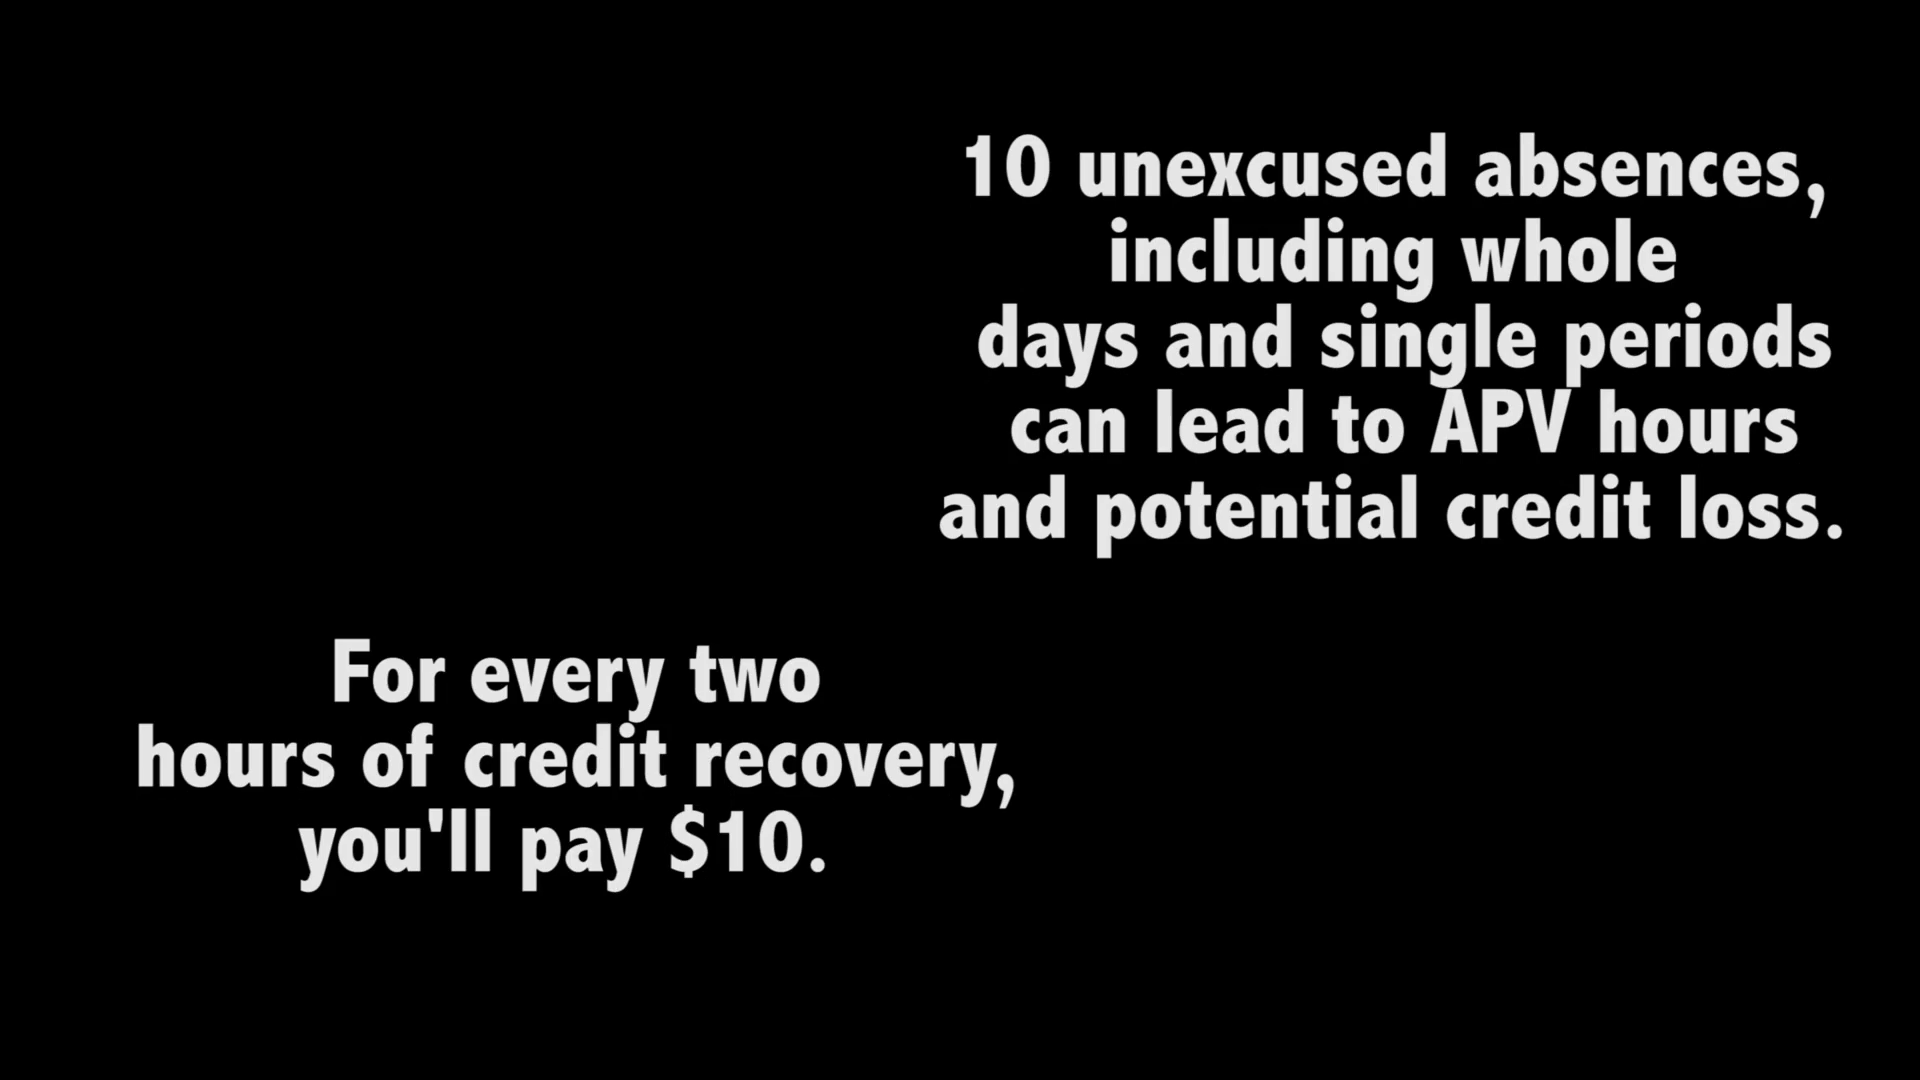 10 unexcused absences,
including whole
days and single periods
can lead to APV hours
and potential credit loss.
For every two
hours of credit recovery,
you'll pay $10.